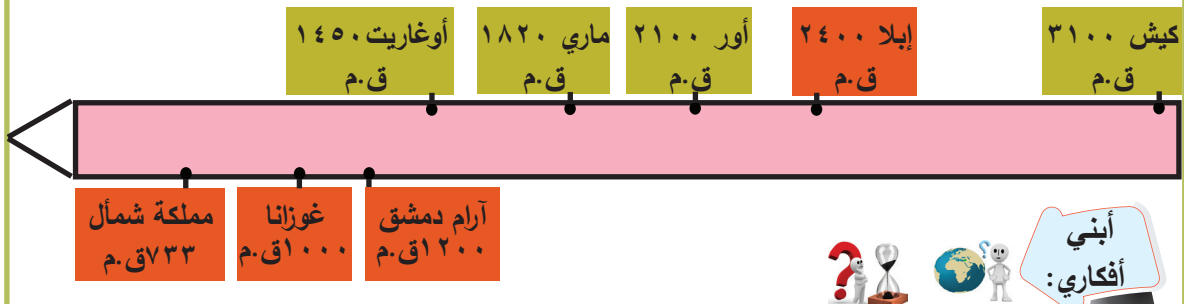 كيش ٣١٠٠
ق.م
إبلا ٢٤٠٠
ق.م
أور ٢١٠٠
ق.م
ماري ١٨٢٠
ق.م
أوغاريت ١٤٥٠
ق.م
آرام دمشق
١٢٠٠ق.م
غوزانا
١٠٠٠ق.م
مملكة شمأل
٧٣٣ق.م
أبني
أفكاري: